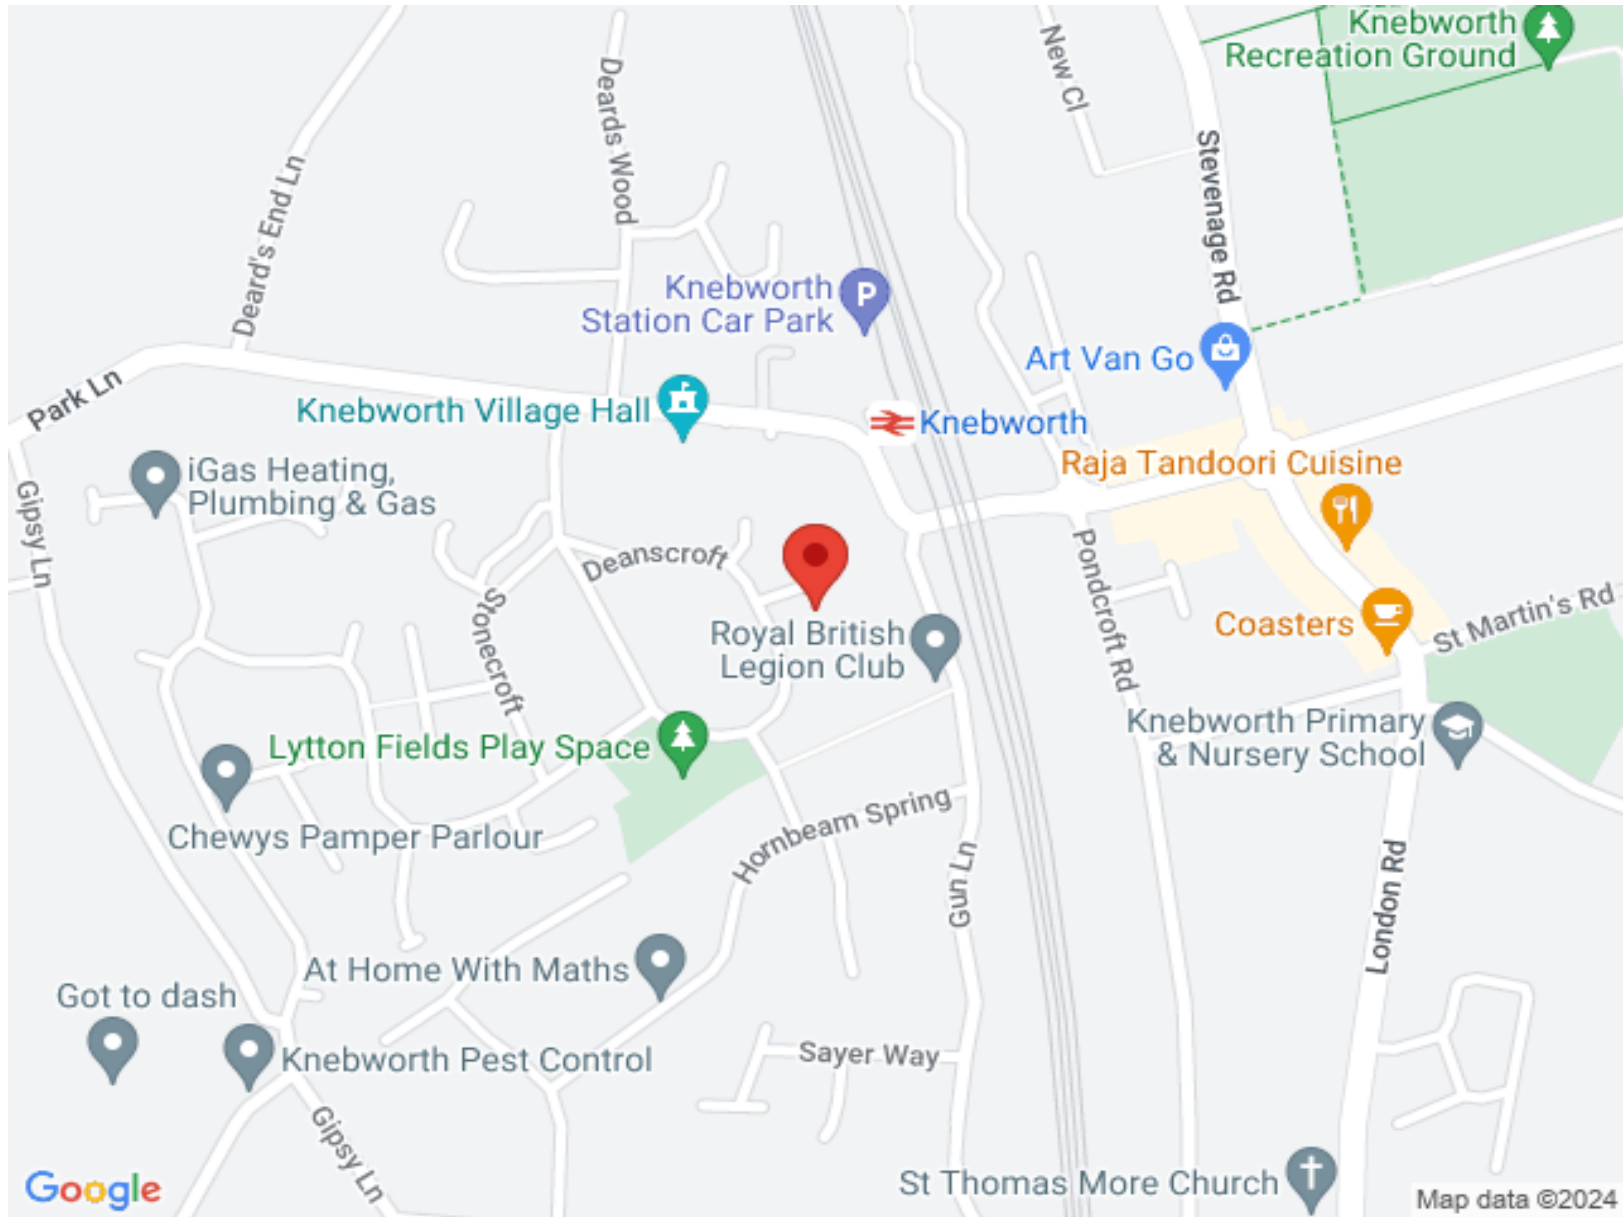 Knebworth
Recreation Ground
New Cl
Deards Wood
Stevenage Rd
Deard's End Ln
Knebworth
Station Car Park
Art Van Go
Park Ln
Knebworth Village Hall
Knebworth
Raja Tandoori Cuisine
iGas Heating,
Plumbing & Gas
Gipsy Ln
Deanscroft
Pondcroft Rd
Stonecroft
Royal British
Legion Club
Coasters
St Martin's Rd
Knebworth Primary
& Nursery School
Lytton Fields Play Space
Chewys Pamper Parlour
Hornbeam Spring
Gun Ln
London Rd
At Home With Maths
Got to dash
Knebworth Pest Control
Sayer Way
Gipsy Ln
St Thomas More Church
Google
Map data ©2024